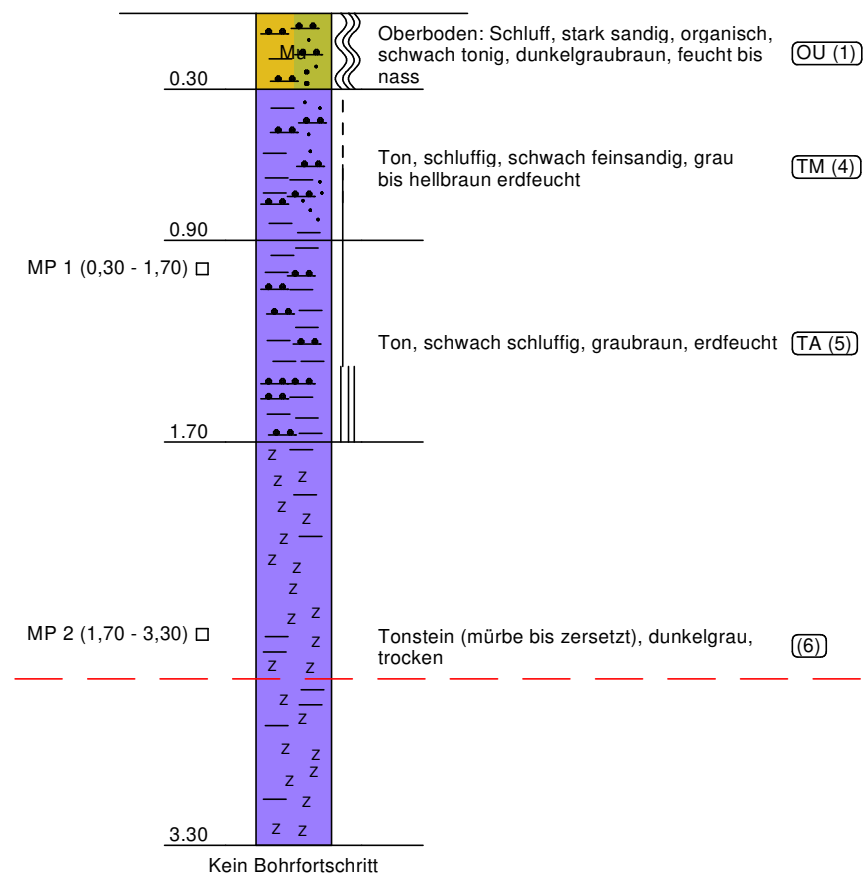 Oberboden: Schluff, stark sandig, organisch,
schwach tonig, dunkelgraubraun, feucht bis
nass
OU (1)
Mu
0.30
Ton, schluffig, schwach feinsandig, grau
bis hellbraun erdfeucht
TM (4)
0.90
MP 1 (0,30 - 1,70)
Ton, schwach schluffig, graubraun, erdfeucht
TA (5)
1.70
z
z
z
z
z
z
z
z
z
z
z
z
MP 2 (1,70 - 3,30)
Tonstein (mürbe bis zersetzt), dunkelgrau,
trocken
(6)
z
z
z
z
z
z
z
z
z
z
z
z
z
3.30
Kein Bohrfortschritt